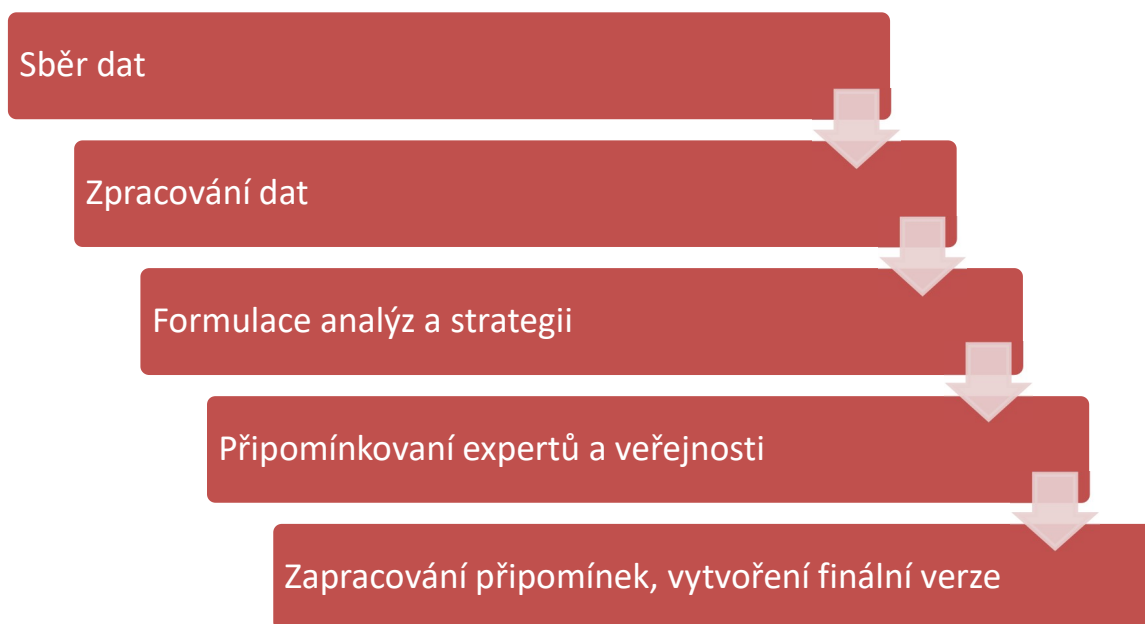 Sběr dat
Zpracování dat
Formulace analýz a strategii
Připomínkovaní expertů a veřejnosti
Zapracování připomínek, vytvoření finální verze